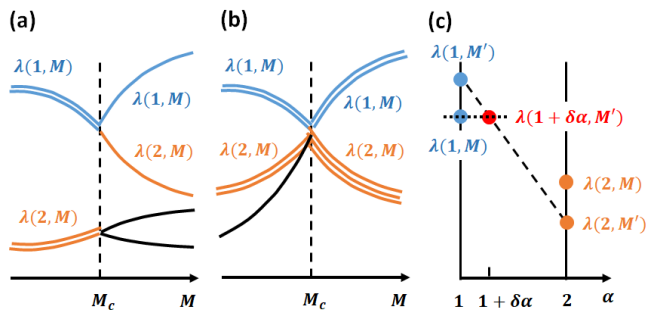 (a)
λ(1, M)
λ(1, M)
λ(2, M)
λ(2, M)
M_c
M
(b)
λ(1, M)
λ(1, M)
λ(2, M)
λ(2, M)
M_c
M
(c)
λ(1, M′)
λ(1 + δα, M′)
λ(1, M)
λ(2, M)
λ(2, M′)
1
1 + δα
2
α